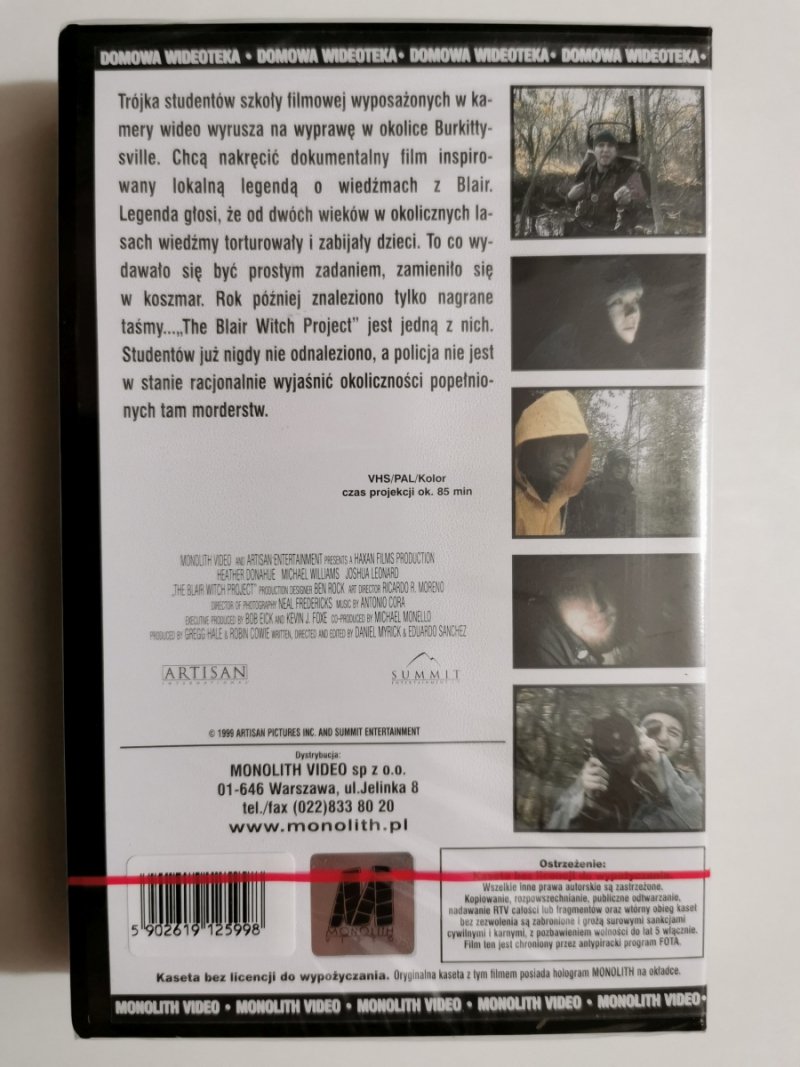 DOMOWA WIDEOTEKA • DOMOWA WIDEOTEKA • DOMOWA WIDEOTEKA • DOMOWA WIDEOTEKA •
Trójka studentów szkoły filmowej wyposażonych w ka-
mery wideo wyrusza na wyprawę w okolice Burkitty-
sville. Chcą nakręcić dokumentalny film inspiro-
wany lokalną legendą o wiedźmach z Blair.
Legenda głosi, że od dwóch wieków w okolicznych la-
sach wiedźmy torturowały i zabijały dzieci. To co wy-
dawało się być prostym zadaniem, zamieniło się
w koszmar. Rok później znaleziono tylko nagrane
taśmy...„The Blair Witch Project” jest jedną z nich.
Studentów już nigdy nie odnaleziono, a policja nie jest
w stanie racjonalnie wyjaśnić okoliczności popełnio-
nych tam morderstw.
VHS/PAL/Kolor
czas projekcji ok. 85 min
MONOLITH VIDEO AND ARTISAN ENTERTAINMENT PRESENTS A HAXAN FILMS PRODUCTION
HEATHER DONAHUE MICHAEL WILLIAMS JOSHUA LEONARD
„THE BLAIR WITCH PROJECT” PRODUCTION DESIGNER BEN ROCK ART DIRECTOR RICARDO R. MORENO
DIRECTOR OF PHOTOGRAPHY NEAL FREDERICKS MUSIC BY ANTONIO CORA
EXECUTIVE PRODUCED BY BOB EICK AND KEVIN J. FOXE CO-PRODUCED BY MICHAEL MONELLO
PRODUCED BY GREGG HALE & ROBIN COWIE WRITTEN, DIRECTED AND EDITED BY DANIEL MYRICK & EDUARDO SANCHEZ
ARTISAN
INTERNATIONAL
SUMMIT
ENTERTAINMENT
© 1999 ARTISAN PICTURES INC. AND SUMMIT ENTERTAINMENT
Dystrybucja:
MONOLITH VIDEO sp z o.o.
01-646 Warszawa, ul.Jelinka 8
tel./fax (022)833 80 20
www.monolith.pl
5 902619 125998
MONOLITH
Ostrzeżenie:
Wszelkie inne prawa autorskie są zastrzeżone.
Kopiowanie, rozpowszechnianie, publiczne odtwarzanie,
nadawanie RTV całości lub fragmentów oraz wtórny obieg kaset
bez zezwolenia są zabronione i grożą surowymi sankcjami
cywilnymi i karnymi, z pozbawieniem wolności do lat 5 włącznie.
Film ten jest chroniony przez antypiracki program FOTA.
Kaseta bez licencji do wypożyczania. Oryginalna kaseta z tym filmem posiada hologram MONOLITH na okładce.
MONOLITH VIDEO • MONOLITH VIDEO • MONOLITH VIDEO • MONOLITH VIDEO • MONOLITH VIDEO •